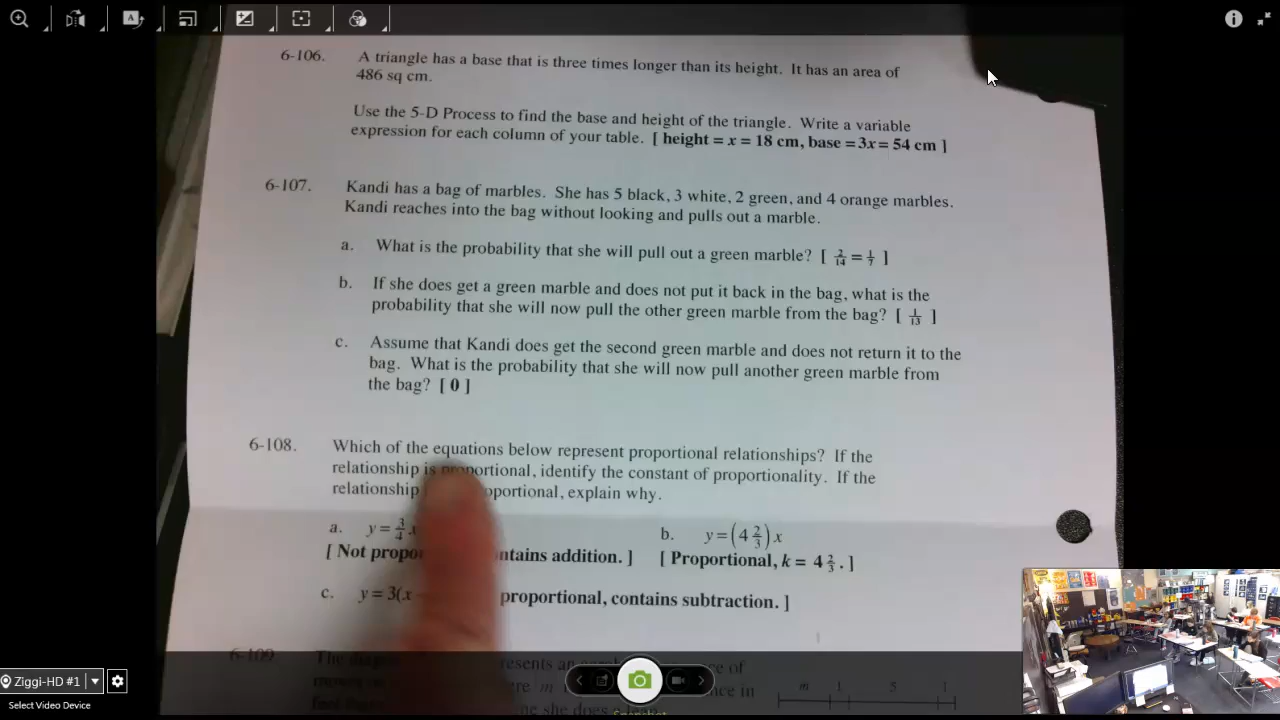 6-106. A triangle has a base that is three times longer than its height. It has an area of
486 sq cm.
Use the 5-D Process to find the base and height of the triangle. Write a variable
expression for each column of your table. [ height = x = 18 cm, base = 3x = 54 cm ]
6-107. Kandi has a bag of marbles. She has 5 black, 3 white, 2 green, and 4 orange marbles.
Kandi reaches into the bag without looking and pulls out a marble.
a. What is the probability that she will pull out a green marble? [ 2/14 = 1/7 ]
b. If she does get a green marble and does not put it back in the bag, what is the
probability that she will now pull the other green marble from the bag? [ 1/13 ]
c. Assume that Kandi does get the second green marble and does not return it to the
bag. What is the probability that she will now pull another green marble from
the bag? [ 0 ]
6-108. Which of the equations below represent proportional relationships? If the
relationship is proportional, identify the constant of proportionality. If the
relationship proportional, explain why.
a. y = 3/4 x b. y = (4 2/3) x
[ Not addition. ] [ Proportional, k = 4 2/3. ]
c. y = 3(x proportional, contains subtraction. ]
6-109
m 1 5 1
Ziggi-HD #1
Select Video Device
Snapshot